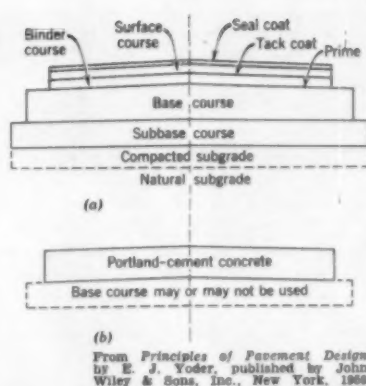 Seal coat
Surface
course
Tack coat
Binder
course
Prime
Base course
Subbase course
Compacted subgrade
Natural subgrade
(a)
Portland-cement concrete
Base course may or may not be used
(b)
From Principles of Pavement Design
by E. J. Yoder, published by John
Wiley & Sons, Inc., New York,